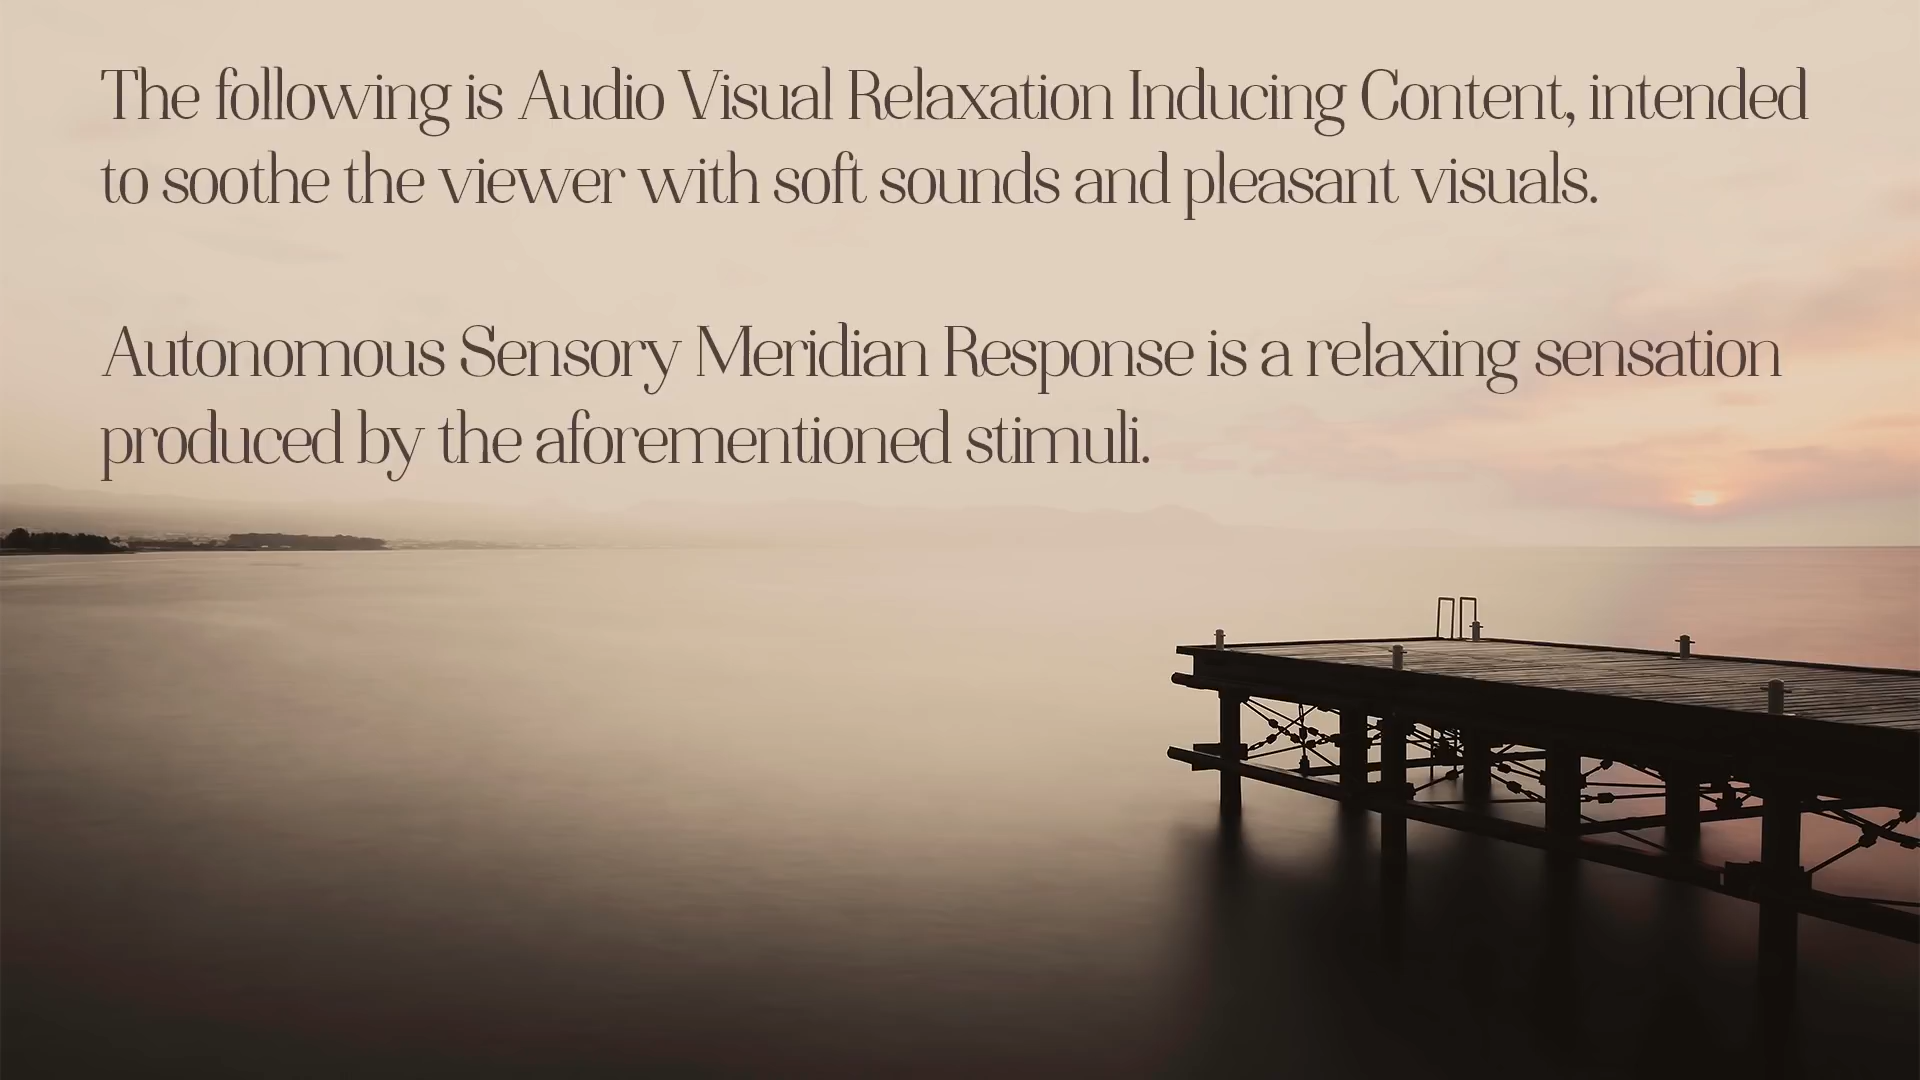 The following is Audio Visual Relaxation Inducing Content, intended
to soothe the viewer with soft sounds and pleasant visuals.
Autonomous Sensory Meridian Response is a relaxing sensation
produced by the aforementioned stimuli.